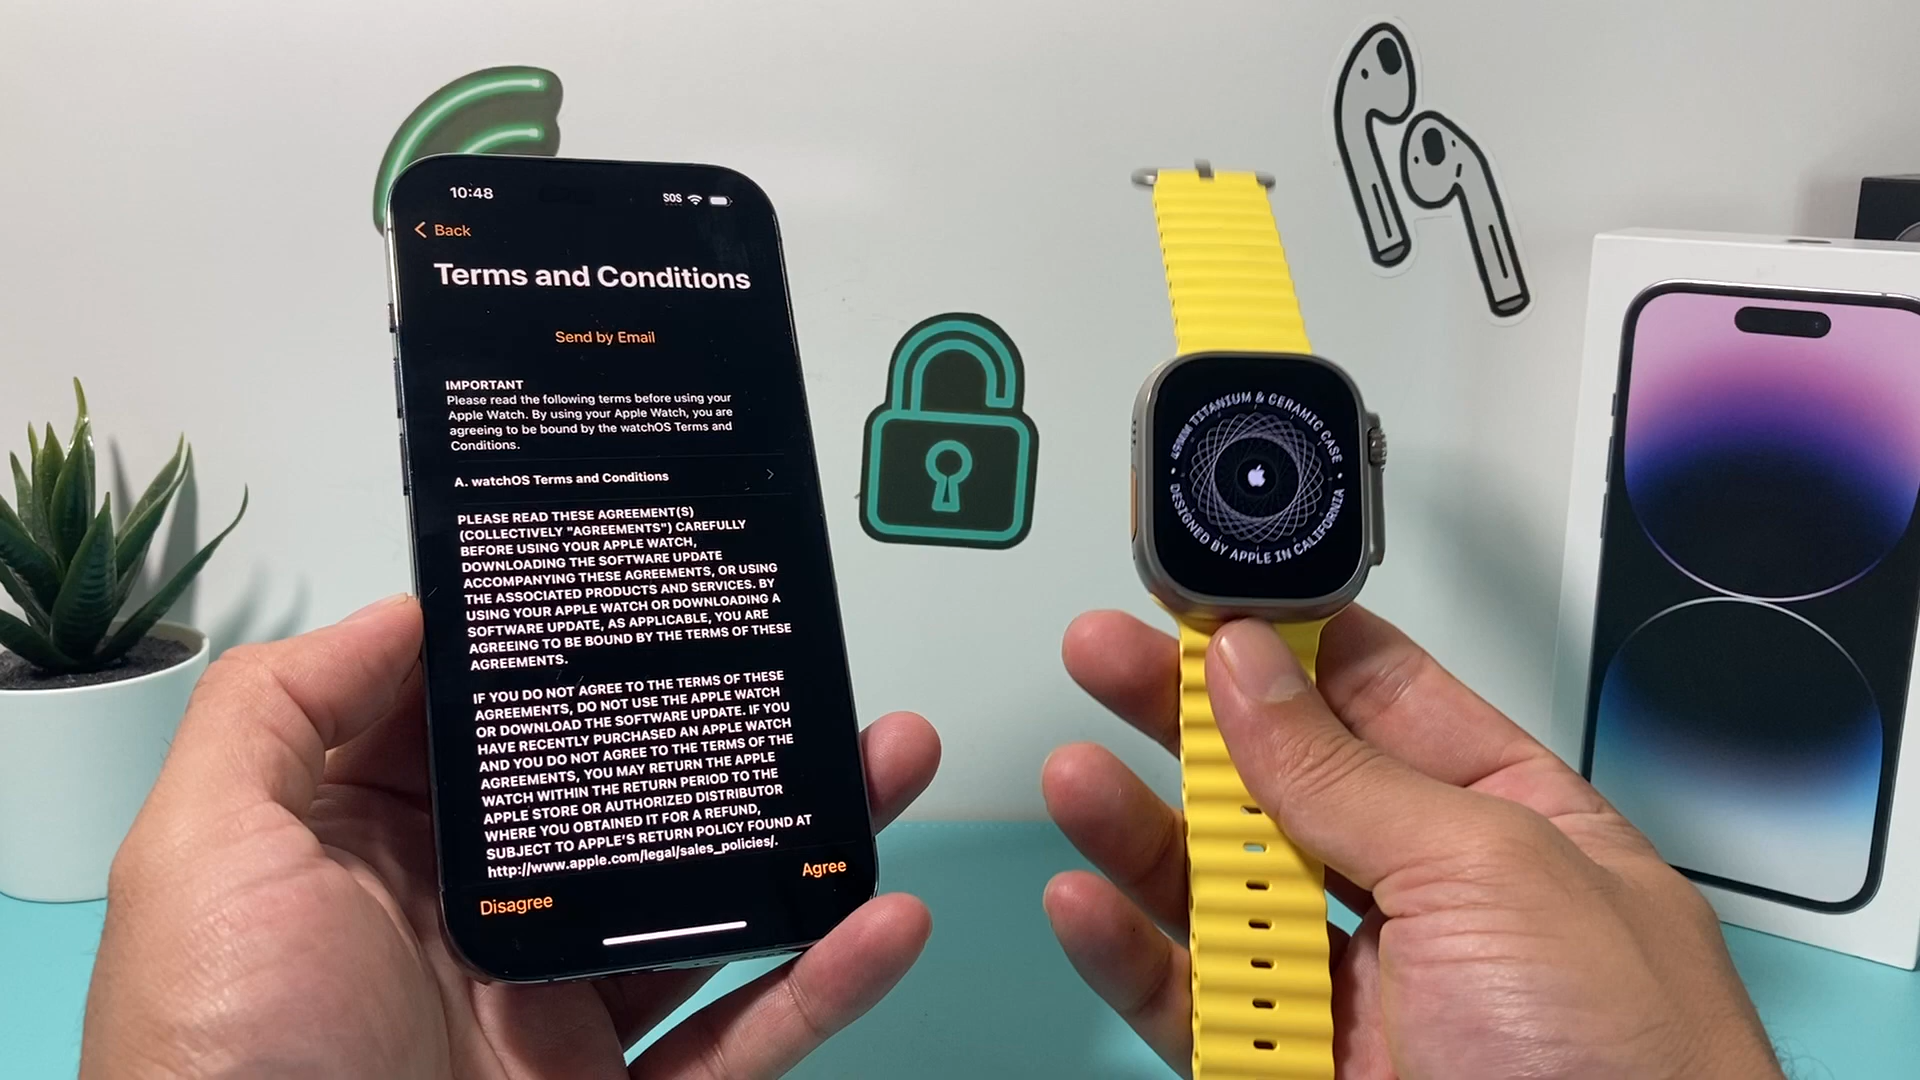 10:48
SOS
Back
Terms and Conditions
Send by Email
IMPORTANT
Please read the following terms before using your
Apple Watch. By using your Apple Watch, you are
agreeing to be bound by the watchOS Terms and
Conditions.
A. watchOS Terms and Conditions
PLEASE READ THESE AGREEMENT(S)
(COLLECTIVELY "AGREEMENTS") CAREFULLY
BEFORE USING YOUR APPLE WATCH,
DOWNLOADING THE SOFTWARE UPDATE
ACCOMPANYING THESE AGREEMENTS, OR USING
THE ASSOCIATED PRODUCTS AND SERVICES. BY
USING YOUR APPLE WATCH OR DOWNLOADING A
SOFTWARE UPDATE, AS APPLICABLE, YOU ARE
AGREEING TO BE BOUND BY THE TERMS OF THESE
AGREEMENTS.
IF YOU DO NOT AGREE TO THE TERMS OF THESE
AGREEMENTS, DO NOT USE THE APPLE WATCH
OR DOWNLOAD THE SOFTWARE UPDATE. IF YOU
HAVE RECENTLY PURCHASED AN APPLE WATCH
AND YOU DO NOT AGREE TO THE TERMS OF THE
AGREEMENTS, YOU MAY RETURN THE APPLE
WATCH WITHIN THE RETURN PERIOD TO THE
APPLE STORE OR AUTHORIZED DISTRIBUTOR
WHERE YOU OBTAINED IT FOR A REFUND,
SUBJECT TO APPLE'S RETURN POLICY FOUND AT
http://www.apple.com/legal/sales_policies/.
Disagree
Agree
49MM TITANIUM & CERAMIC CASE
DESIGNED BY APPLE IN CALIFORNIA